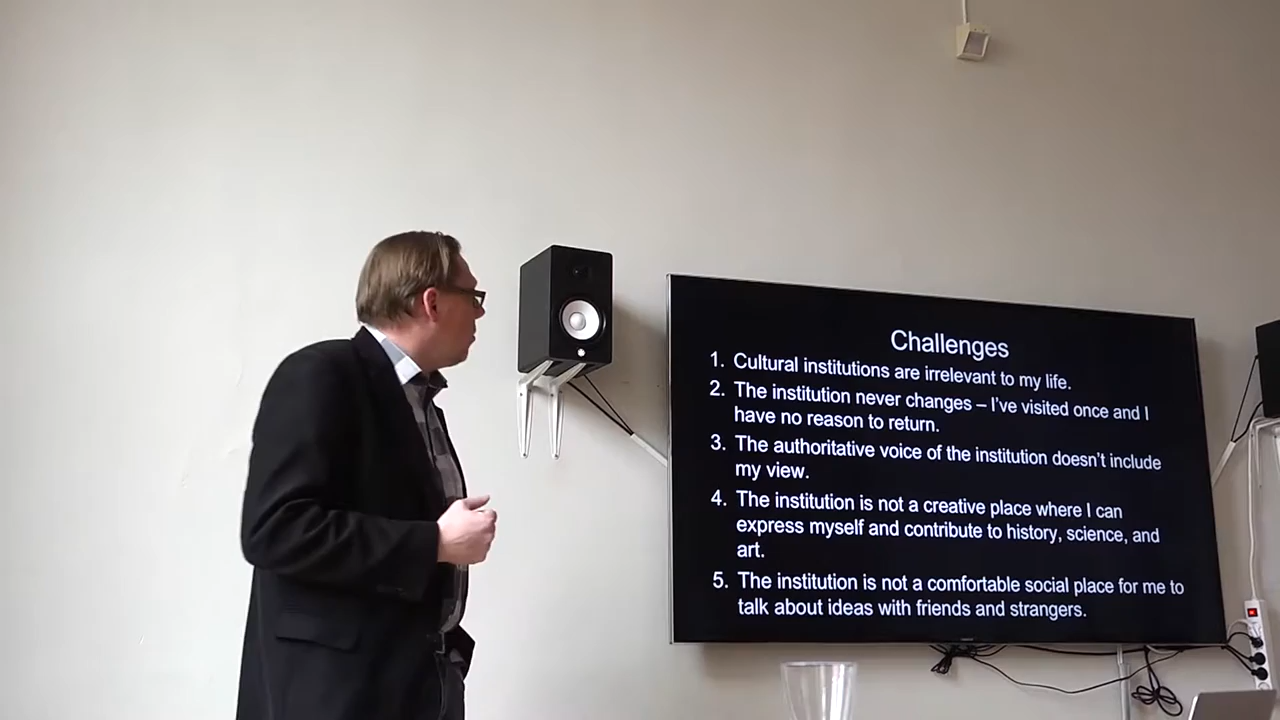 Challenges
1. Cultural institutions are irrelevant to my life.
2. The institution never changes – I've visited once and I
have no reason to return.
3. The authoritative voice of the institution doesn't include
my view.
4. The institution is not a creative place where I can
express myself and contribute to history, science, and
art.
5. The institution is not a comfortable social place for me to
talk about ideas with friends and strangers.